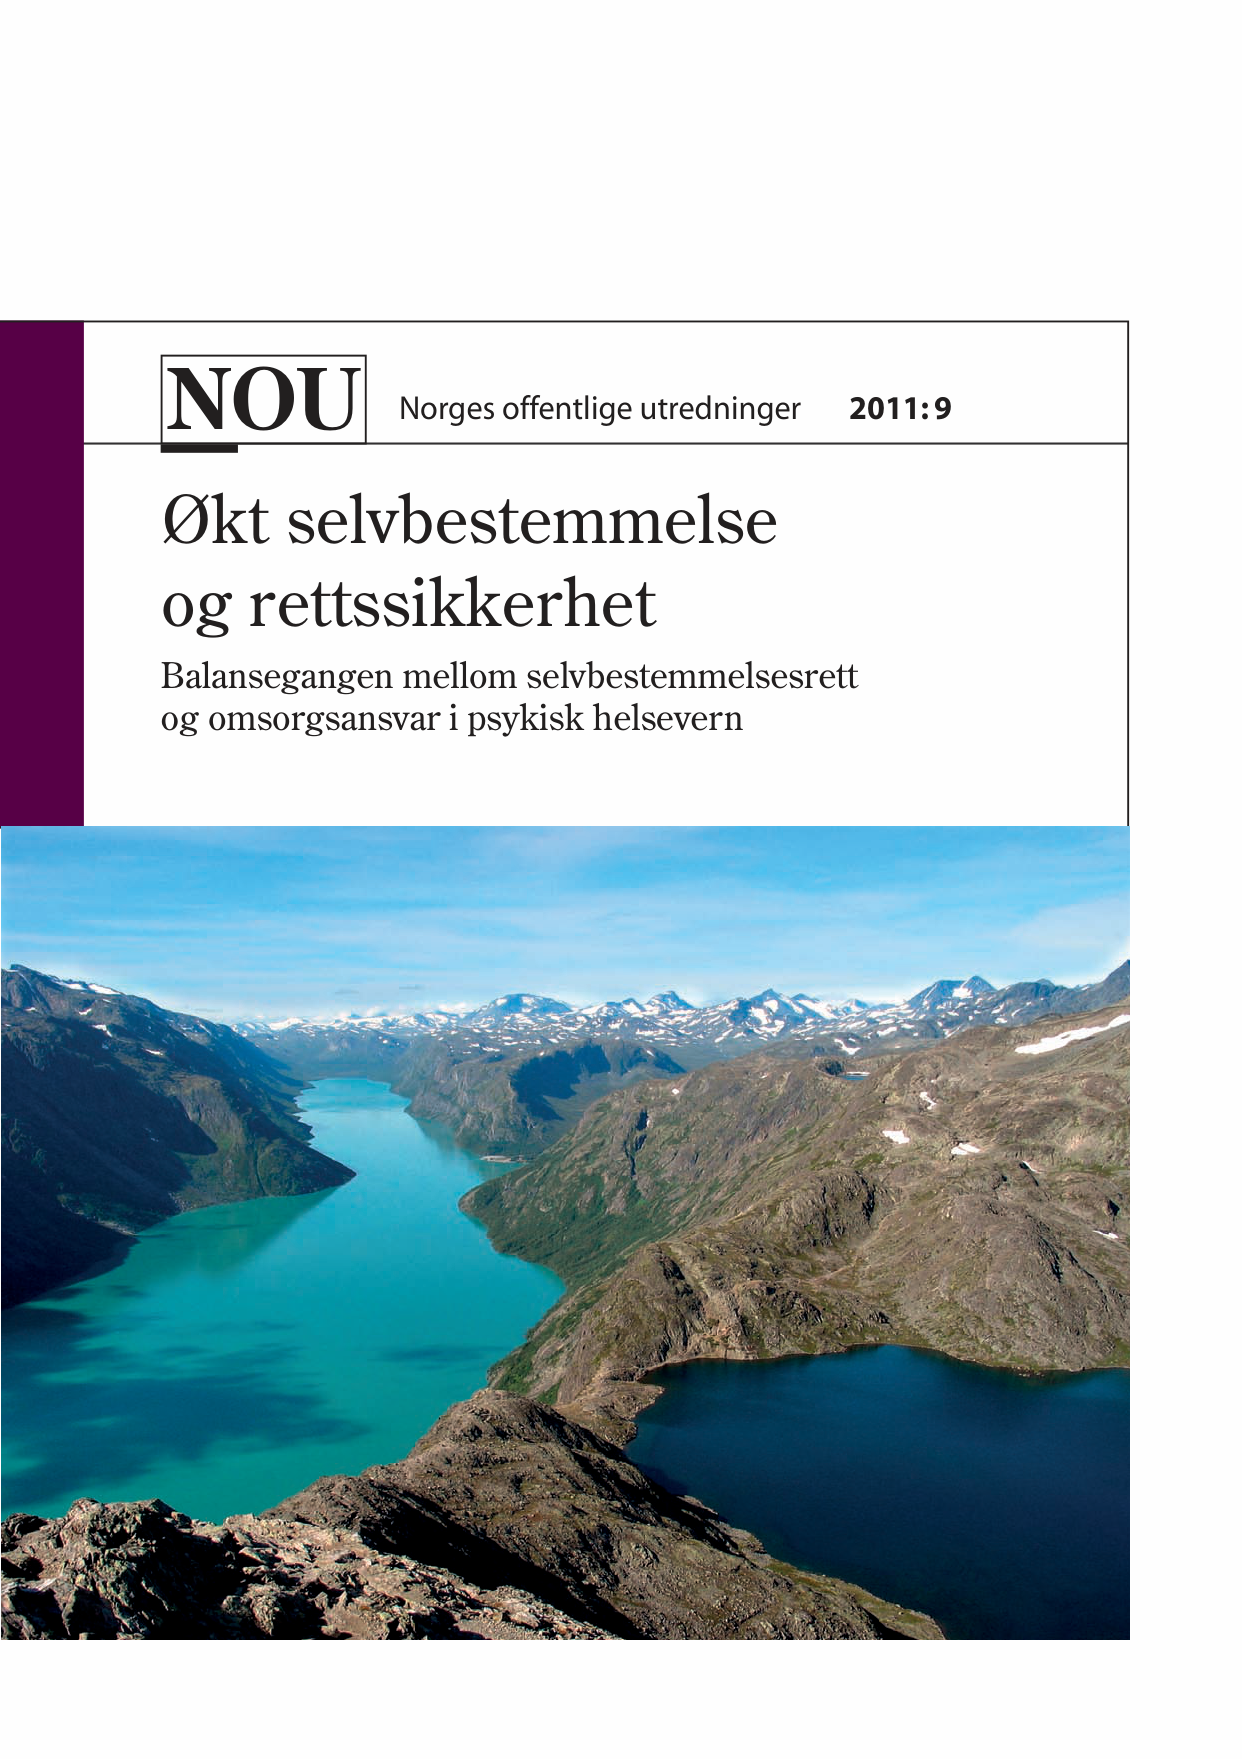 NOU
Norges offentlige utredninger 2011: 9
Økt selvbestemmelse
og rettssikkerhet
Balansegangen mellom selvbestemmelsesrett
og omsorgsansvar i psykisk helsevern